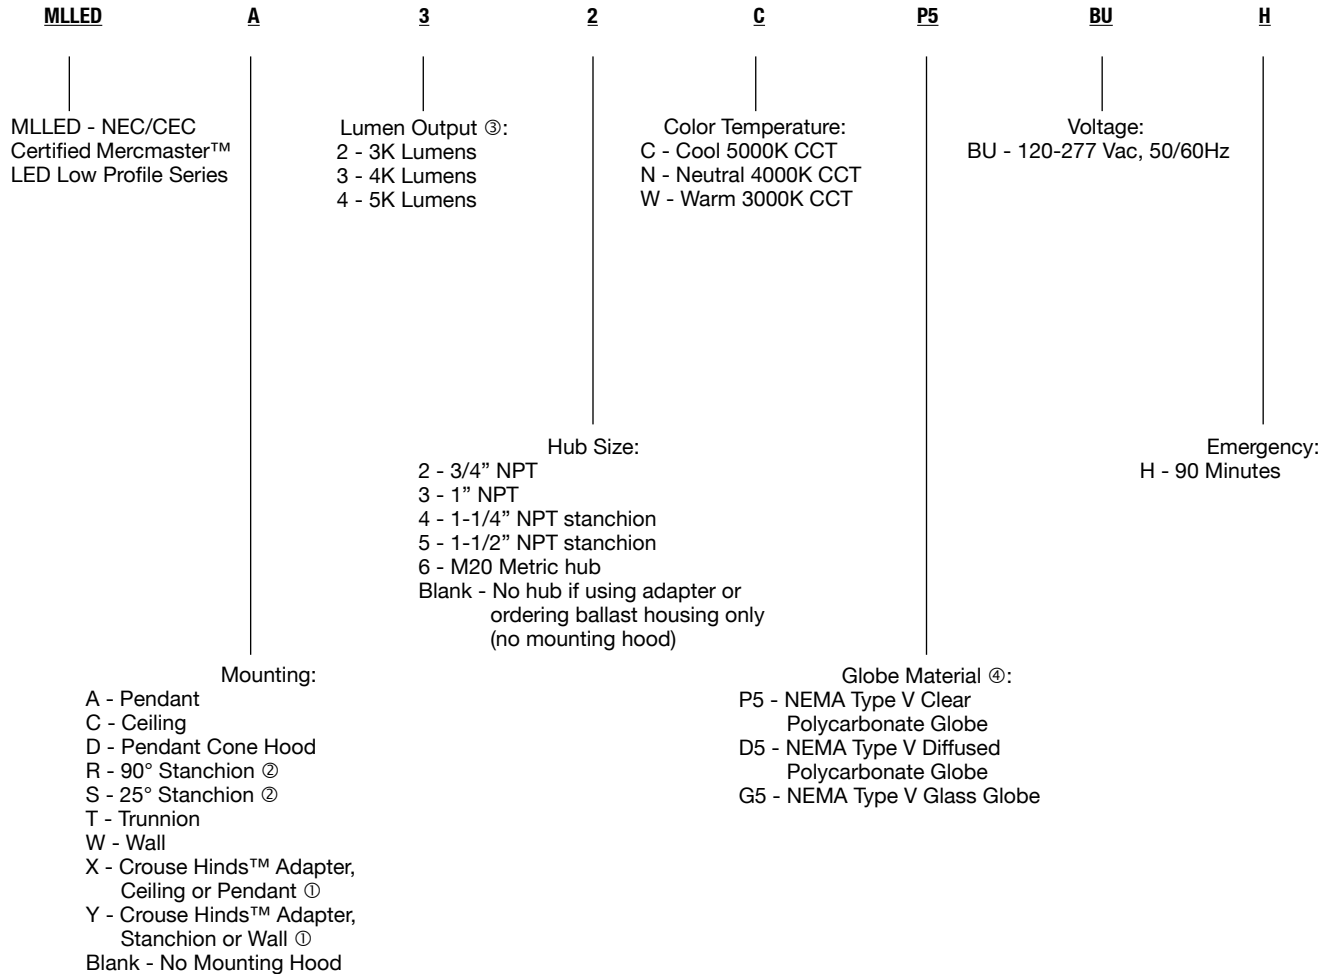 MLLED A 3 2 C P5 BU H
MLLED - NEC/CEC
Certified Mercmaster™
LED Low Profile Series
Lumen Output ③:
2 - 3K Lumens
3 - 4K Lumens
4 - 5K Lumens
Color Temperature:
C - Cool 5000K CCT
N - Neutral 4000K CCT
W - Warm 3000K CCT
Voltage:
BU - 120-277 Vac, 50/60Hz
Hub Size:
2 - 3/4” NPT
3 - 1” NPT
4 - 1-1/4” NPT stanchion
5 - 1-1/2” NPT stanchion
6 - M20 Metric hub
Blank - No hub if using adapter or
ordering ballast housing only
(no mounting hood)
Emergency:
H - 90 Minutes
Mounting:
A - Pendant
C - Ceiling
D - Pendant Cone Hood
R - 90° Stanchion ②
S - 25° Stanchion ②
T - Trunnion
W - Wall
X - Crouse Hinds™ Adapter,
Ceiling or Pendant ①
Y - Crouse Hinds™ Adapter,
Stanchion or Wall ①
Blank - No Mounting Hood
Globe Material ④:
P5 - NEMA Type V Clear
Polycarbonate Globe
D5 - NEMA Type V Diffused
Polycarbonate Globe
G5 - NEMA Type V Glass Globe